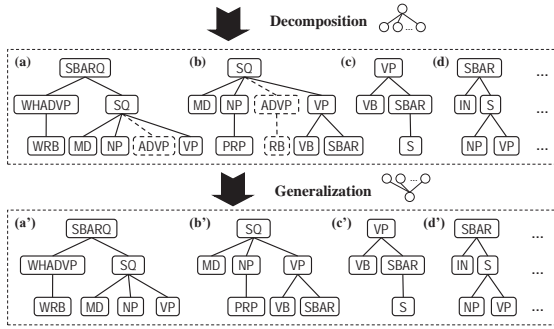 Decomposition
(a) (b) (c) (d)
SBARQ SQ VP SBAR ...
WHADVP SQ MD NP ADVP VP VB SBAR IN S
WRB MD NP ADVP VP PRP RB VB SBAR S NP VP ...
Generalization
(a') (b') (c') (d')
SBARQ SQ VP SBAR ...
WHADVP SQ MD NP VP VB SBAR IN S ...
WRB MD NP VP PRP VB SBAR S NP VP ...